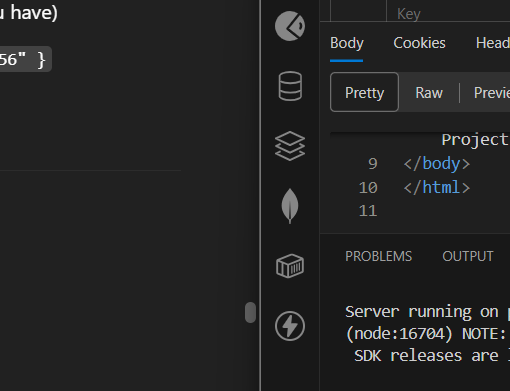 u have)
56" }
Key
Body Cookies Head
Pretty Raw Previe
Project
9 </body>
10 </html>
11
PROBLEMS OUTPUT
Server running on p
(node:16704) NOTE:
SDK releases are